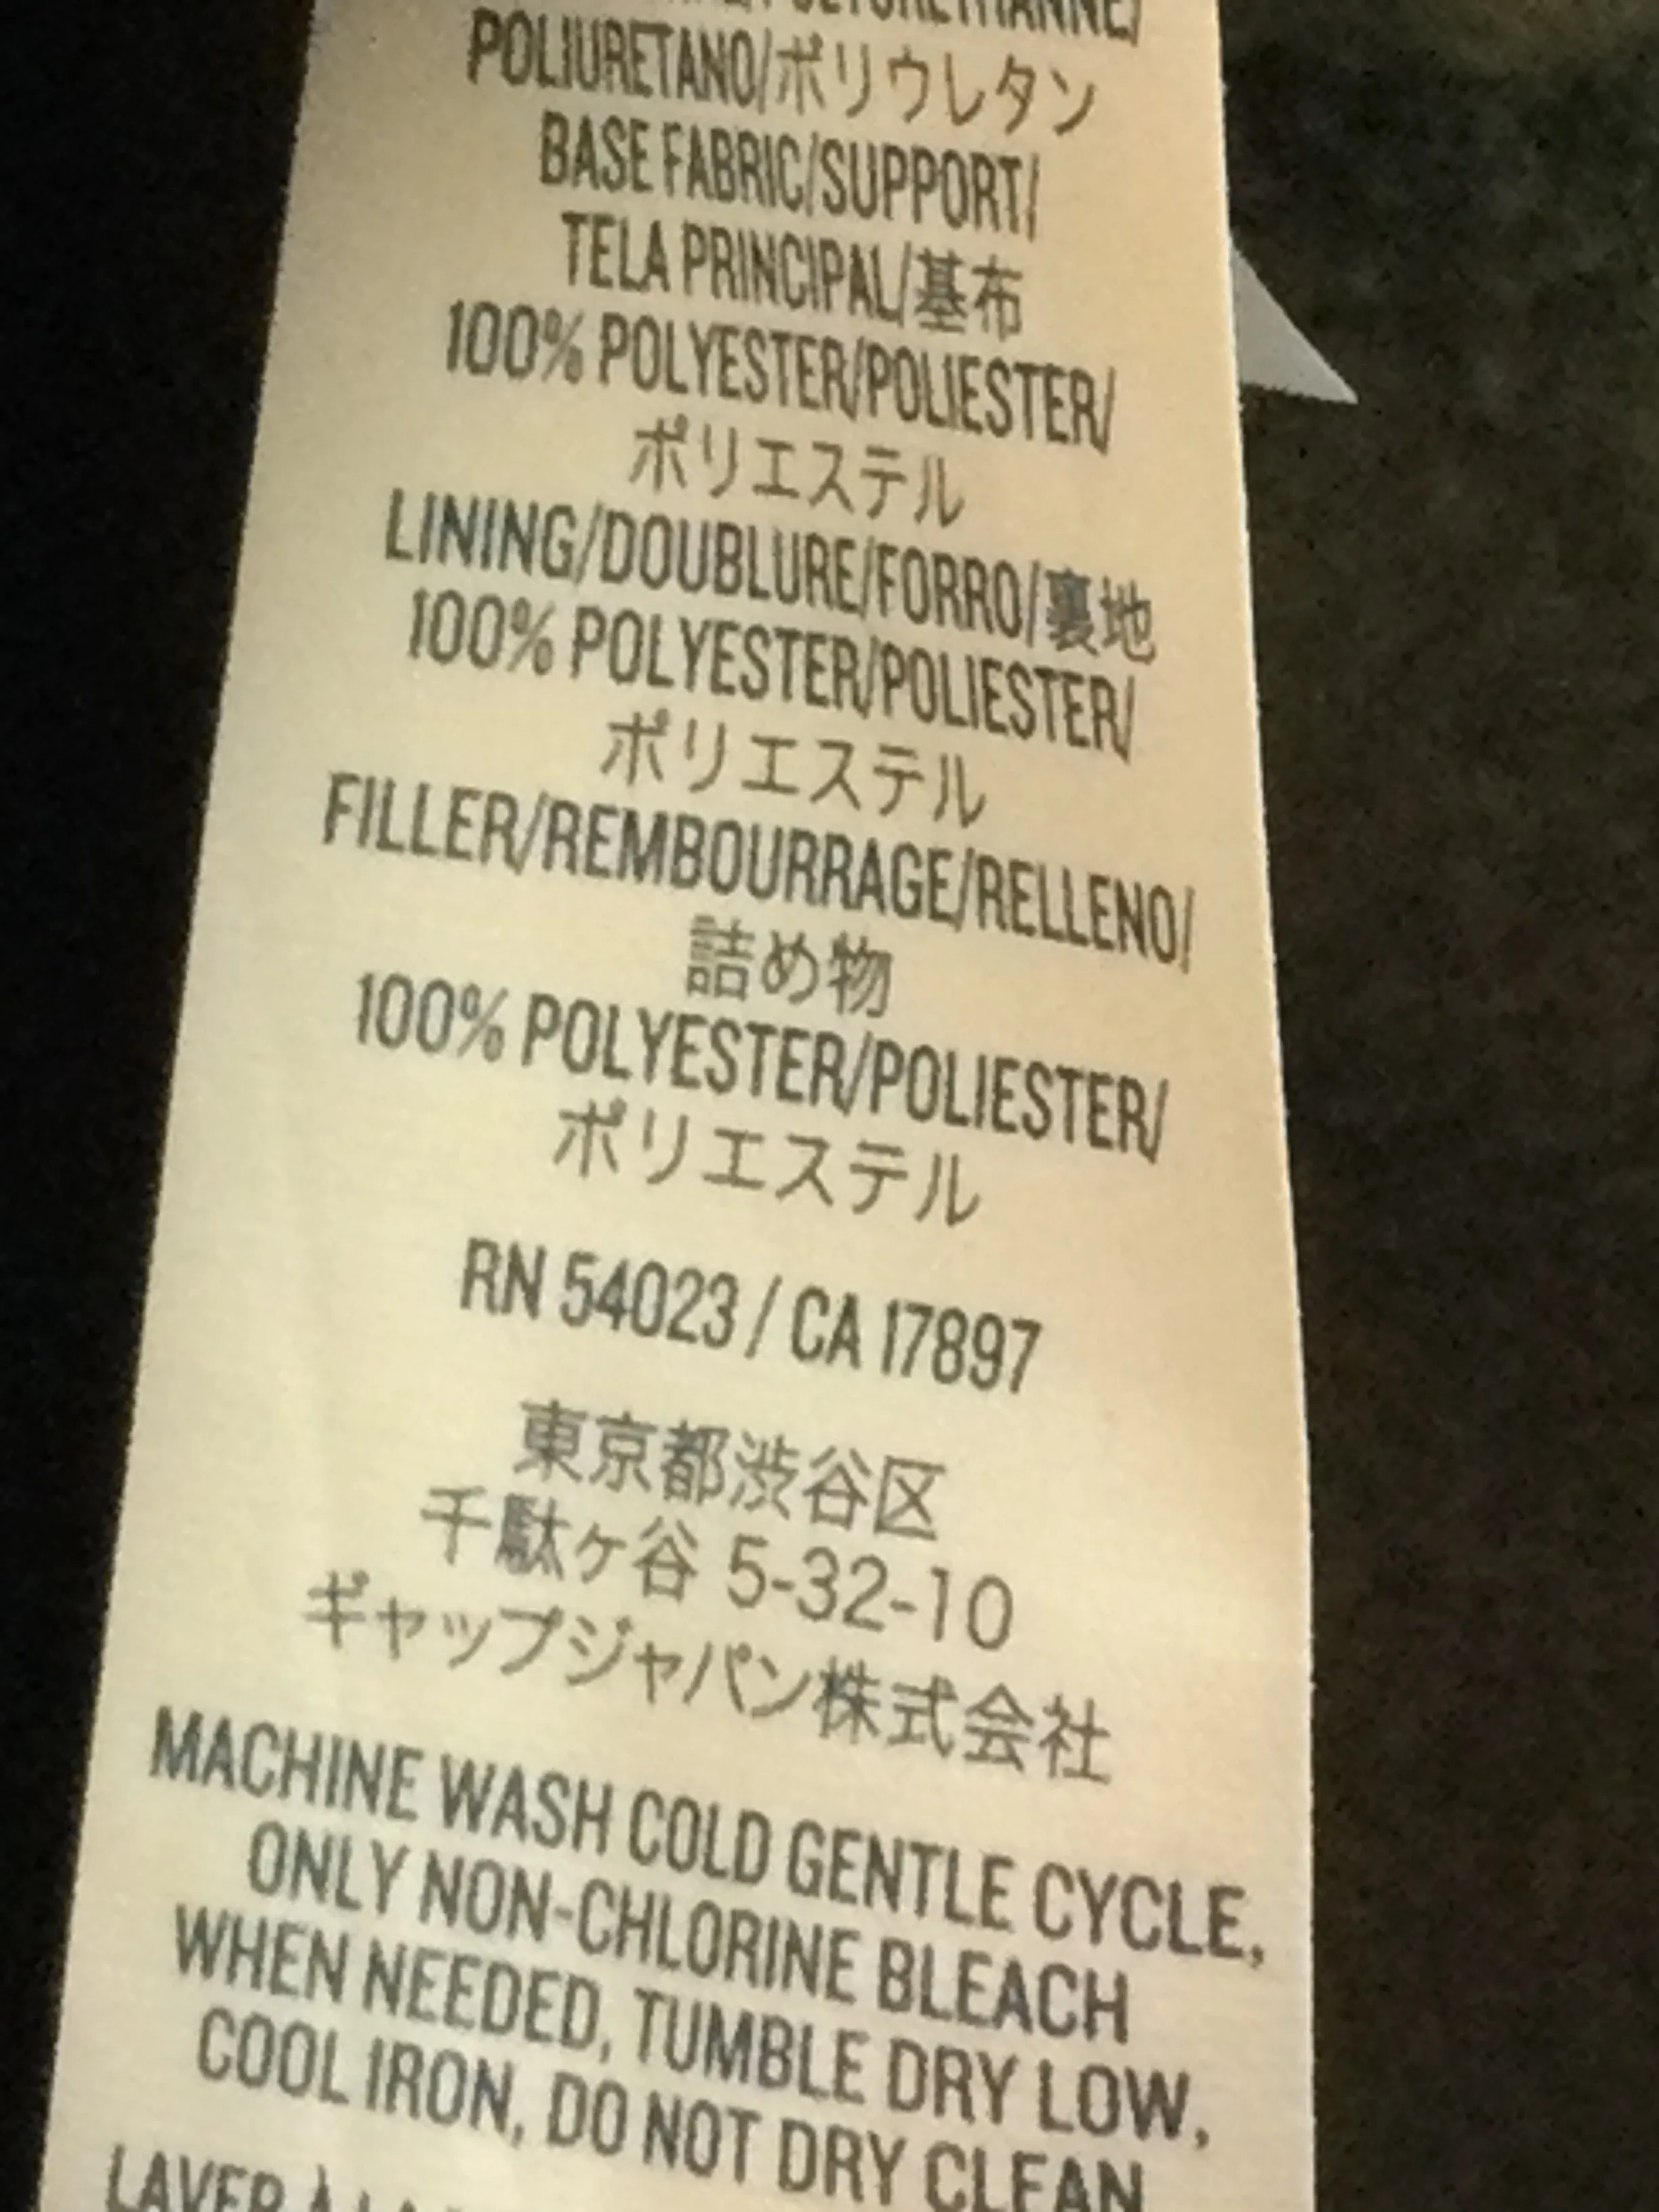 POLIURETANO/ポリウレタン
BASE FABRIC/SUPPORT/
TELA PRINCIPAL/基布
100% POLYESTER/POLIESTER/
ポリエステル
LINING/DOUBLURE/FORRO/裏地
100% POLYESTER/POLIESTER/
ポリエステル
FILLER/REMBOURRAGE/RELLENO/
詰め物
100% POLYESTER/POLIESTER/
ポリエステル
RN 54023 / CA 17897
東京都渋谷区
千駄ヶ谷 5-32-10
ギャップジャパン株式会社
MACHINE WASH COLD GENTLE CYCLE,
ONLY NON-CHLORINE BLEACH
WHEN NEEDED, TUMBLE DRY LOW,
COOL IRON, DO NOT DRY CLEAN
LAVER À